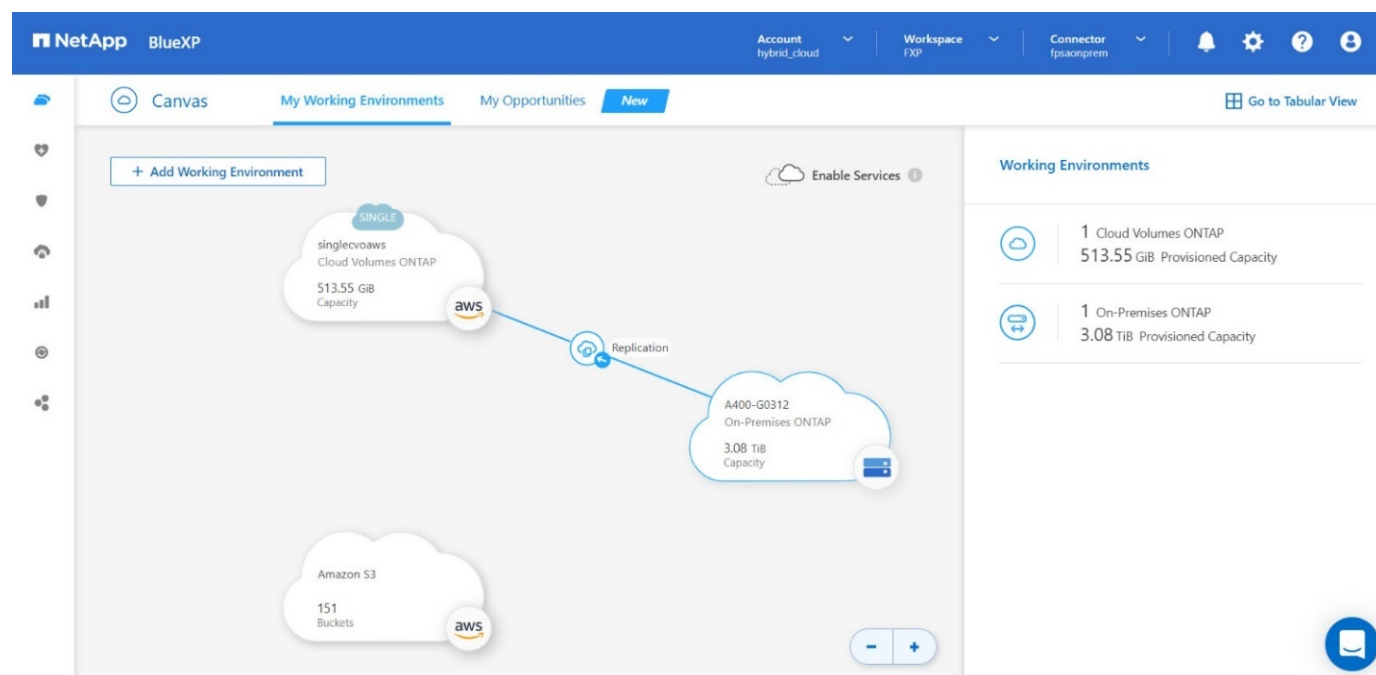 NetApp BlueXP
Account
hybrid_cloud
Workspace
FXP
Connector
fpsaonprem
Canvas
My Working Environments
My Opportunities
New
Go to Tabular View
+ Add Working Environment
Enable Services
Working Environments
SINGLE
singlecvoaws
Cloud Volumes ONTAP
513.55 GiB
Capacity
aws
Replication
A400-G0312
On-Premises ONTAP
3.08 TiB
Capacity
Amazon S3
151
Buckets
aws
1 Cloud Volumes ONTAP
513.55 GiB Provisioned Capacity
1 On-Premises ONTAP
3.08 TiB Provisioned Capacity